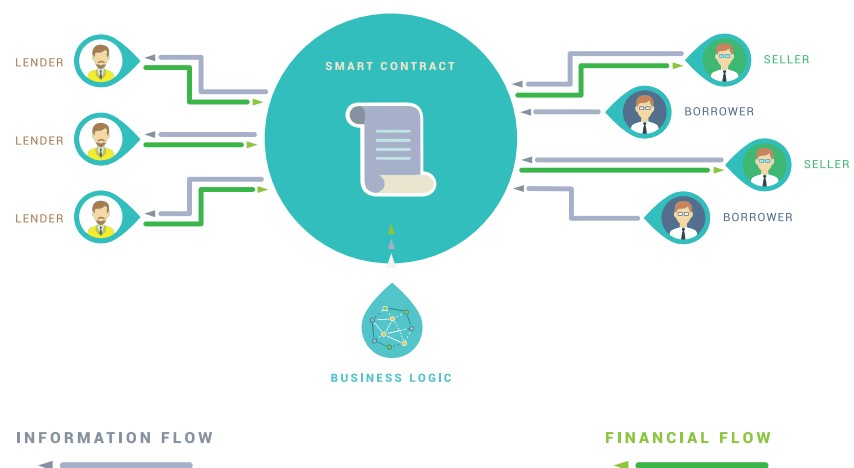 SMART CONTRACT
LENDER
SELLER
BORROWER
LENDER
SELLER
LENDER
BORROWER
BUSINESS LOGIC
INFORMATION FLOW
FINANCIAL FLOW